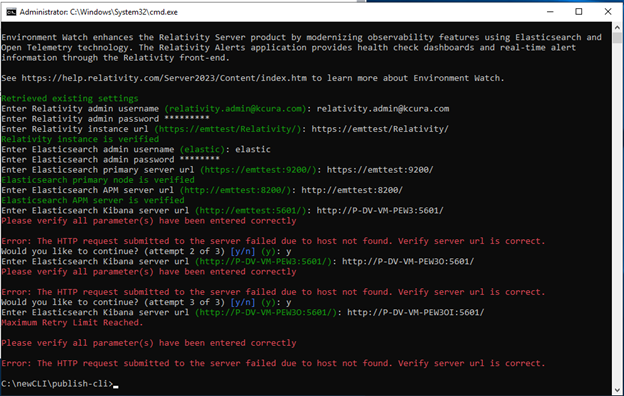 Administrator: C:\Windows\System32\cmd.exe
Environment Watch enhances the Relativity Server product by modernizing observability features using Elasticsearch and
Open Telemetry technology. The Relativity Alerts application provides health check dashboards and real-time alert
information through the Relativity front-end.
See https://help.relativity.com/Server2023/Content/index.htm to learn more about Environment Watch.
Retrieved existing settings
Enter Relativity admin username (relativity.admin@kcura.com): relativity.admin@kcura.com
Enter Relativity admin password *********
Enter Relativity instance url (https://emttest/Relativity/): https://emttest/Relativity/
Relativity instance is verified
Enter Elasticsearch admin username (elastic): elastic
Enter Elasticsearch admin password ********
Enter Elasticsearch primary server url (https://emttest:9200/): https://emttest:9200/
Elasticsearch primary node is verified
Enter Elasticsearch APM server url (http://emttest:8200/): http://emttest:8200/
Elasticsearch APM server is verified
Enter Elasticsearch Kibana server url (http://emttest:5601/): http://P-DV-VM-PEW3:5601/
Please verify all parameter(s) have been entered correctly
Error: The HTTP request submitted to the server failed due to host not found. Verify server url is correct.
Would you like to continue? (attempt 2 of 3) [y/n] (y): y
Enter Elasticsearch Kibana server url (http://P-DV-VM-PEW3:5601/): http://P-DV-VM-PEW3O:5601/
Please verify all parameter(s) have been entered correctly
Error: The HTTP request submitted to the server failed due to host not found. Verify server url is correct.
Would you like to continue? (attempt 3 of 3) [y/n] (y): y
Enter Elasticsearch Kibana server url (http://P-DV-VM-PEW3O:5601/): http://P-DV-VM-PEW3OI:5601/
Maximum Retry Limit Reached.
Please verify all parameter(s) have been entered correctly
Error: The HTTP request submitted to the server failed due to host not found. Verify server url is correct.
C:\newCLI\publish-cli>